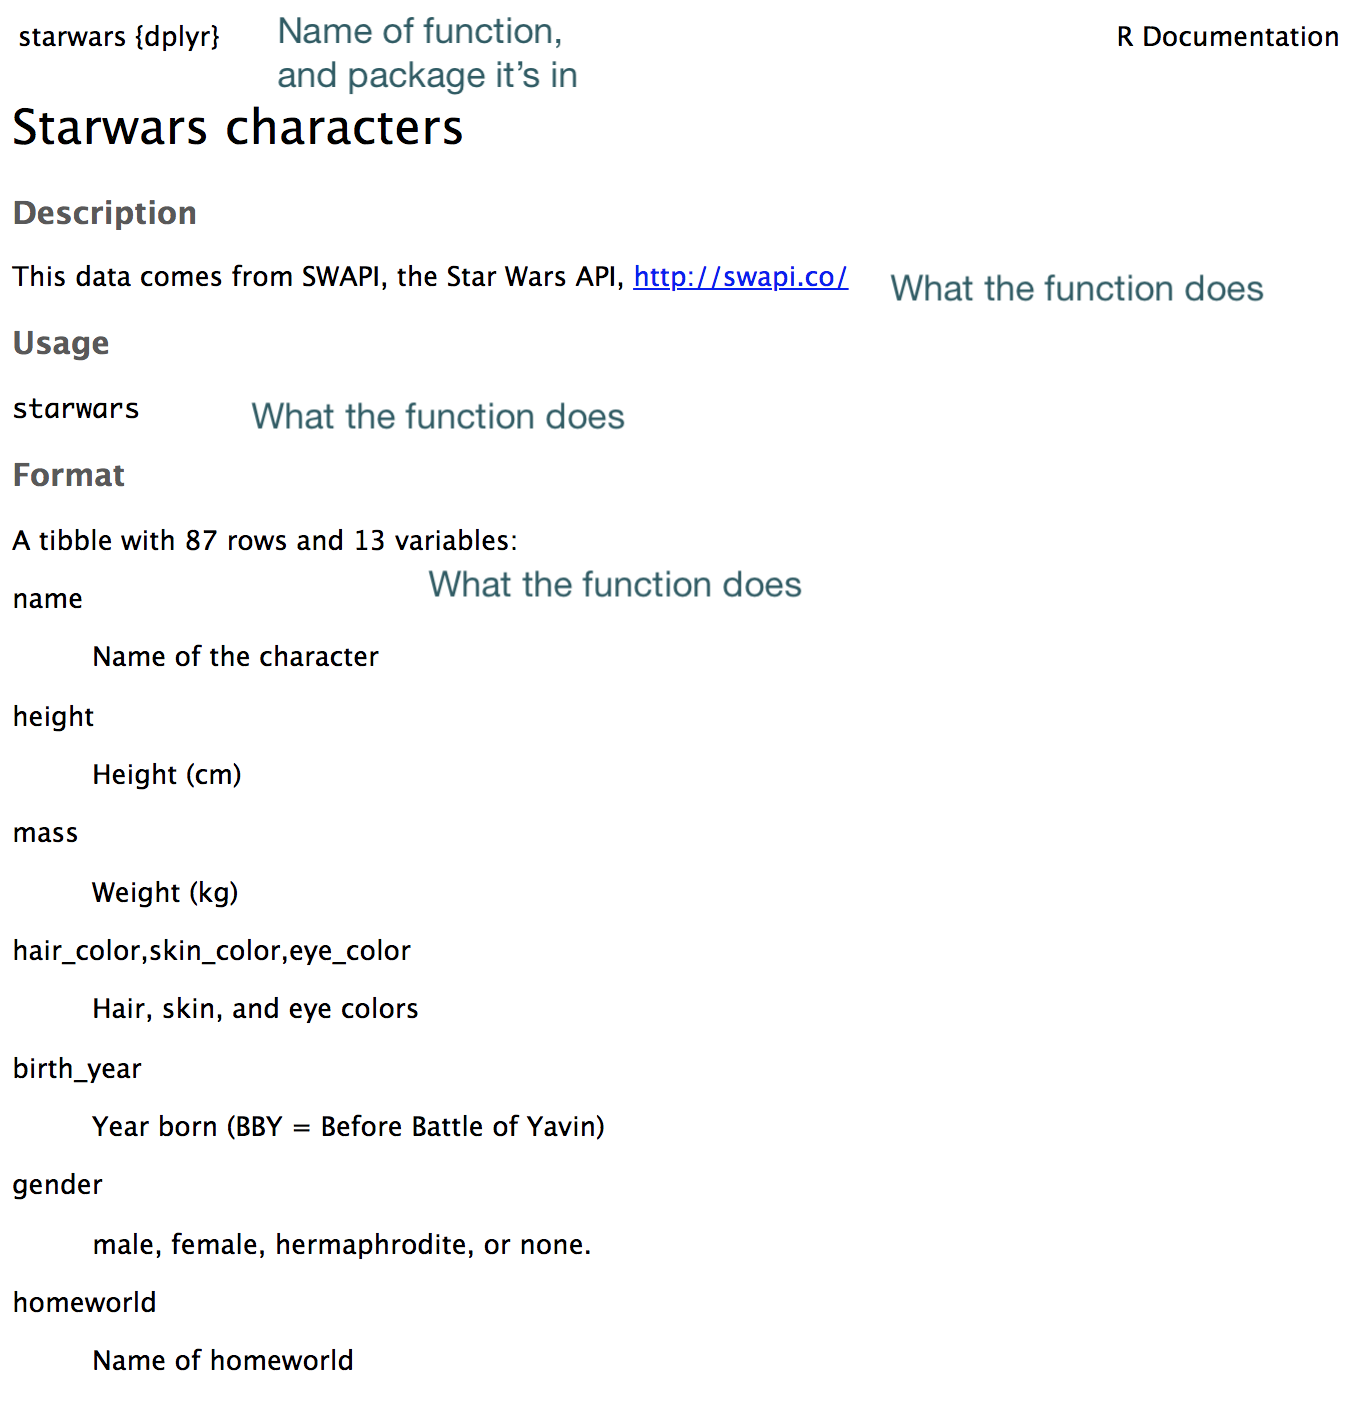 starwars {dplyr}
Name of function,
and package it's in
R Documentation
Starwars characters
Description
This data comes from SWAPI, the Star Wars API, http://swapi.co/
What the function does
Usage
starwars
What the function does
Format
A tibble with 87 rows and 13 variables:
What the function does
name
Name of the character
height
Height (cm)
mass
Weight (kg)
hair_color,skin_color,eye_color
Hair, skin, and eye colors
birth_year
Year born (BBY = Before Battle of Yavin)
gender
male, female, hermaphrodite, or none.
homeworld
Name of homeworld